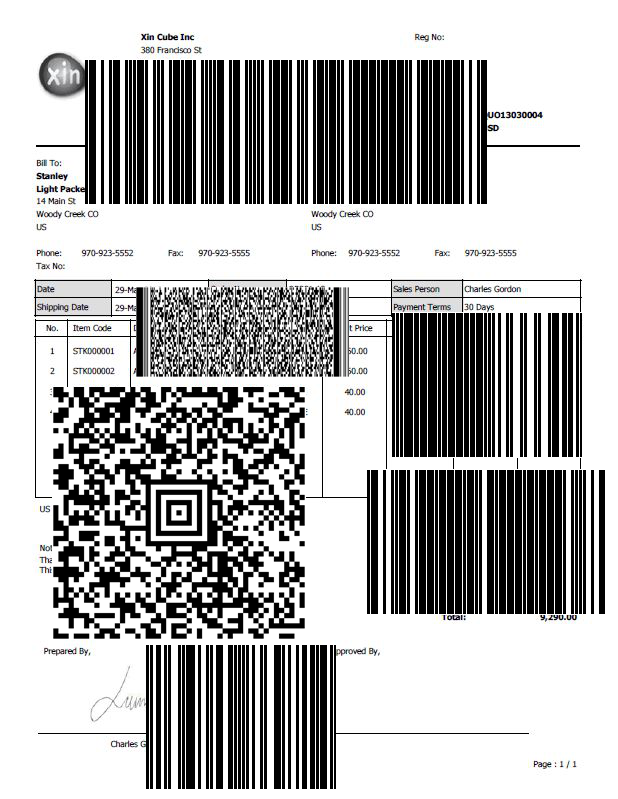 Xin Cube Inc
Reg No:
380 Francisco St
xin
UO13030004
SD
Bill To:
Stanley
Light Packe
14 Main St
Woody Creek CO
Woody Creek CO
US
US
Phone: 970-923-5552 Fax: 970-923-5555 Phone: 970-923-5552 Fax: 970-923-5555
Tax No:
Date 29-Ma Sales Person Charles Gordon
Shipping Date 29-Ma Payment Terms 30 Days
No. Item Code t Price
1 STK000001 50.00
2 STK000002 50.00
40.00
40.00
US
Not
Tha
Thi
Total: 9,290.00
Prepared By, pproved By,
Charles G
Page : 1 / 1